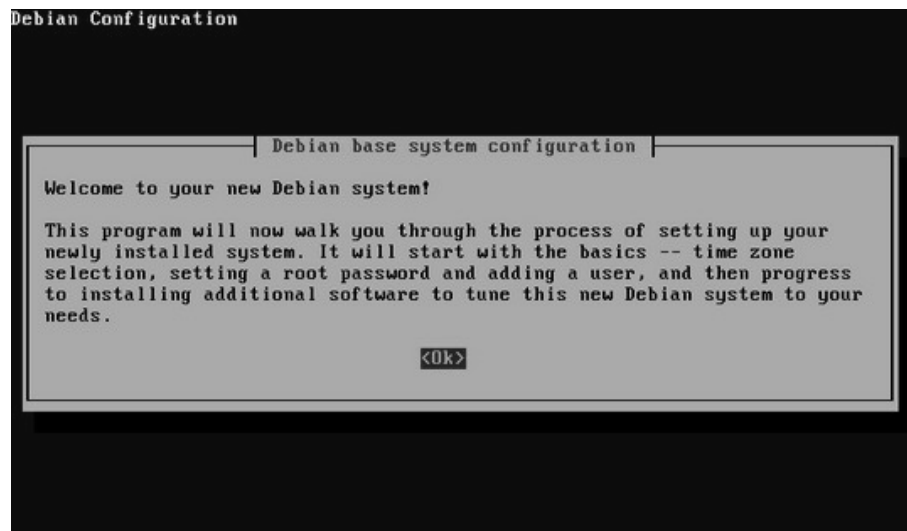 Debian Configuration
Debian base system configuration
Welcome to your new Debian system!
This program will now walk you through the process of setting up your
newly installed system. It will start with the basics -- time zone
selection, setting a root password and adding a user, and then progress
to installing additional software to tune this new Debian system to your
needs.
<Ok>